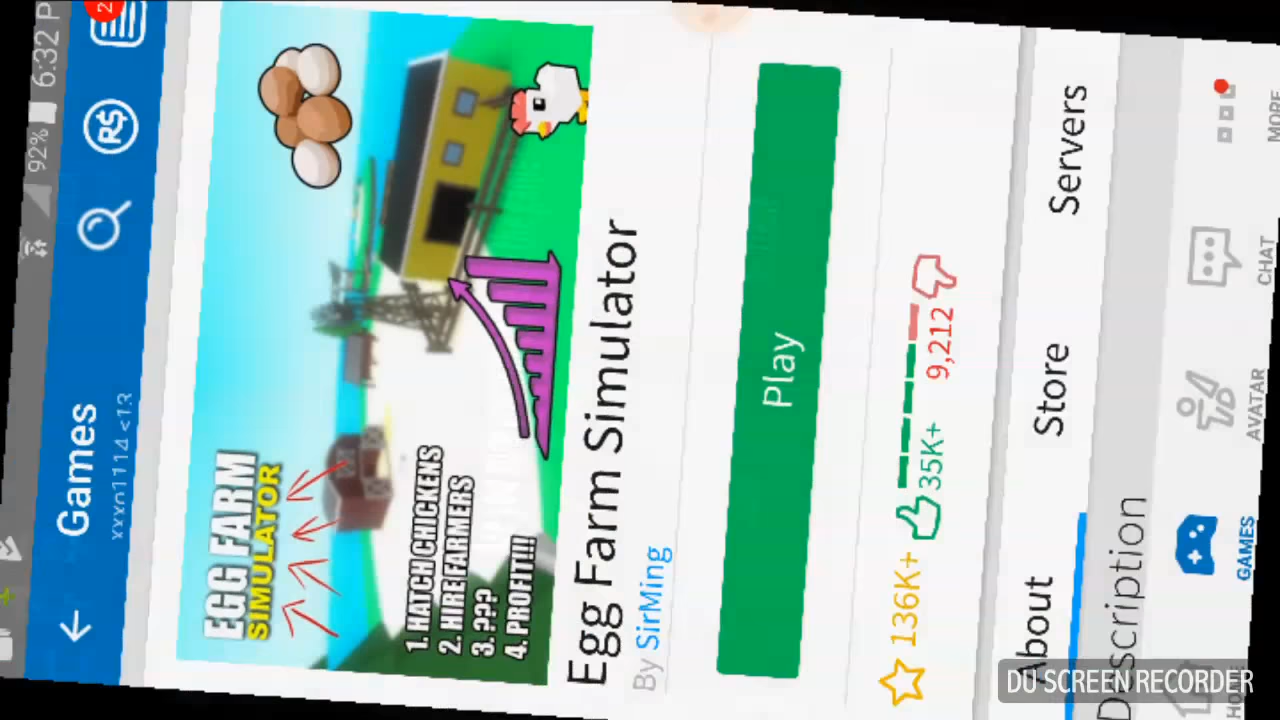 92% 6:32 P
Games
xxxn1114 <13
R$
2
EGG FARM
SIMULATOR
1. HATCH CHICKENS
2. HIRE FARMERS
3. ???
4. PROFIT!!!
Egg Farm Simulator
By SirMing
Play
136K+ 35K+ 9,212
About Store Servers
Description
GAMES AVATAR CHAT MORE
DU SCREEN RECORDER